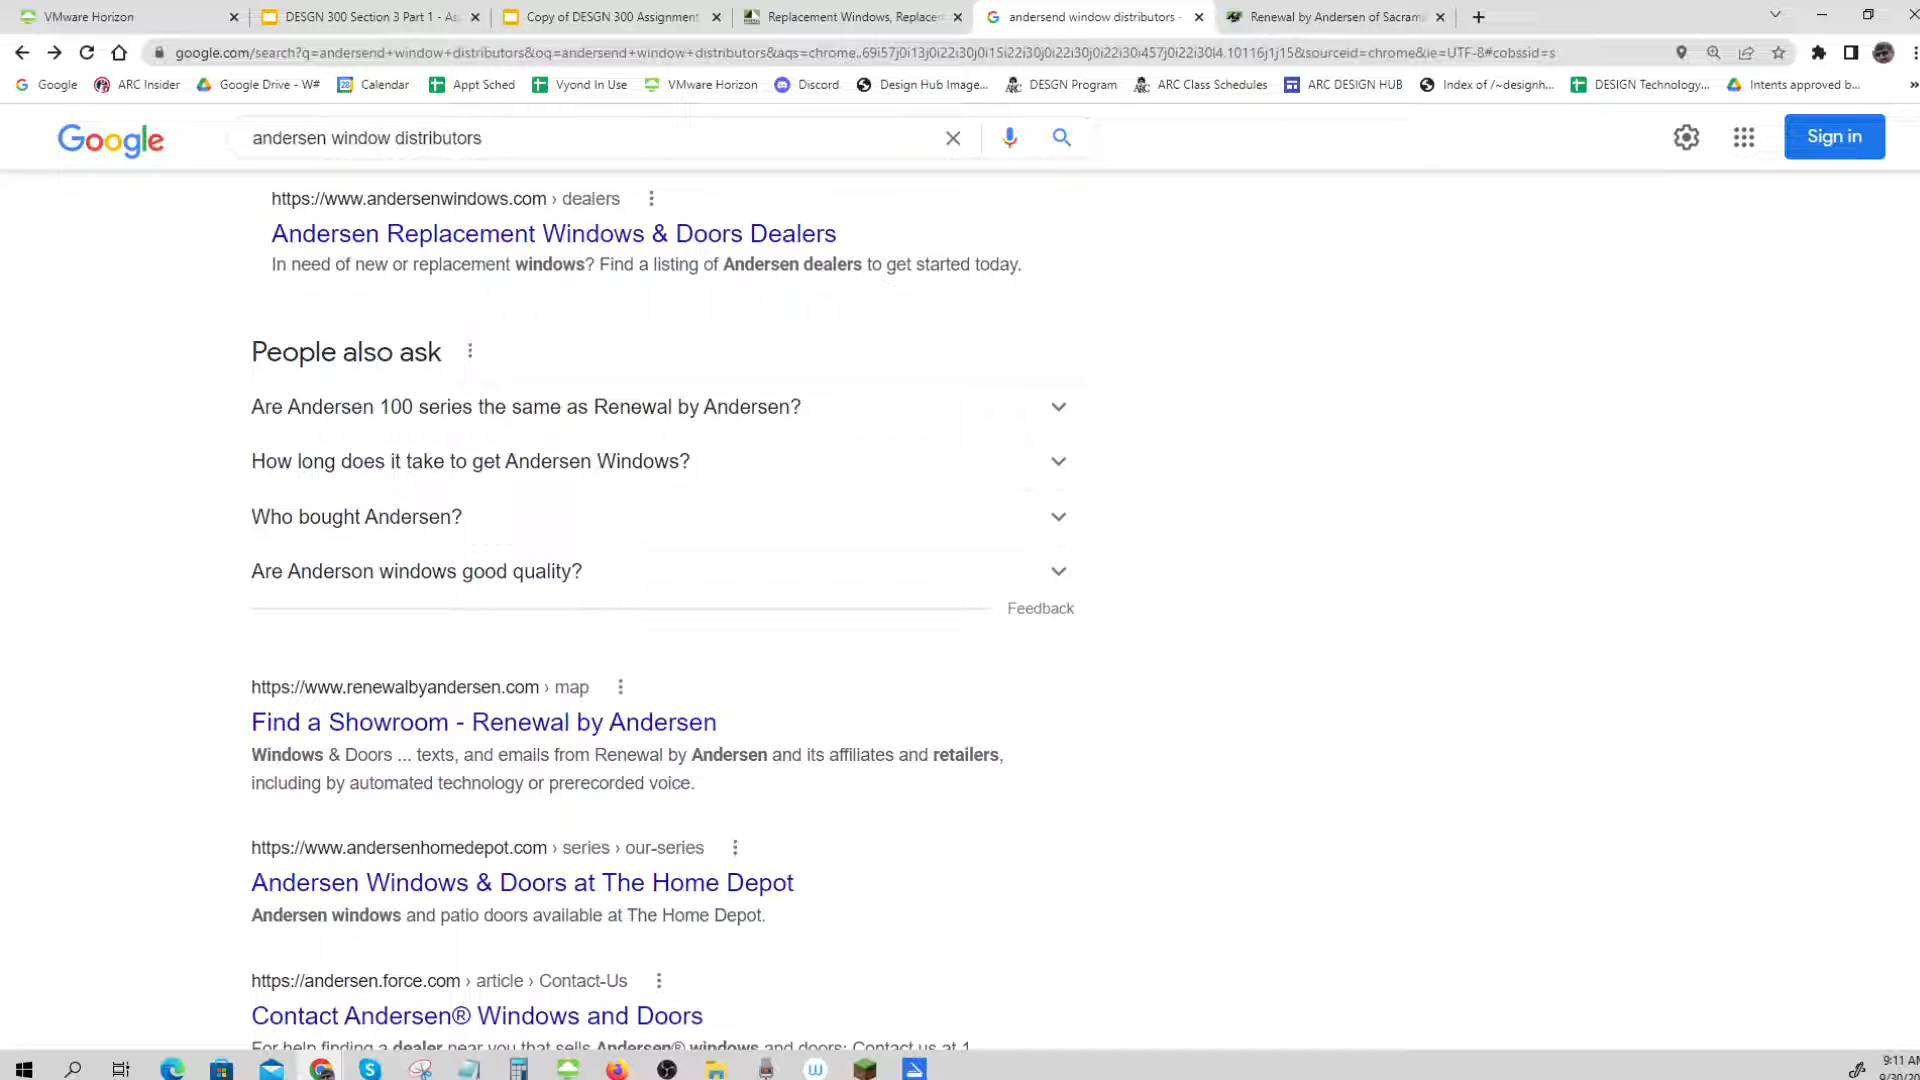 VMware Horizon
DESGN 300 Section 3 Part 1 - As
Copy of DESGN 300 Assignment
Replacement Windows, Replacen
andersend window distributors -
Renewal by Andersen of Sacram
google.com/search?q=andersend+window+distributors&oq=andersend+window+distributors&aqs=chrome..69i57j0i13j0i22i30j0i15i22i30j0i22i30i457j0i22i30l4.10116j1j15&sourceid=chrome&ie=UTF-8#cobssid=s
Google
ARC Insider
Google Drive - W#
Calendar
Appt Sched
Vyond In Use
VMware Horizon
Discord
Design Hub Image...
DESGN Program
ARC Class Schedules
ARC DESIGN HUB
Index of /~designh...
DESIGN Technology...
Intents approved b...
Google
andersen window distributors
Sign in
https://www.andersenwindows.com › dealers
Andersen Replacement Windows & Doors Dealers
In need of new or replacement windows? Find a listing of Andersen dealers to get started today.
People also ask
Are Andersen 100 series the same as Renewal by Andersen?
How long does it take to get Andersen Windows?
Who bought Andersen?
Are Anderson windows good quality?
Feedback
https://www.renewalbyandersen.com › map
Find a Showroom - Renewal by Andersen
Windows & Doors ... texts, and emails from Renewal by Andersen and its affiliates and retailers,
including by automated technology or prerecorded voice.
https://www.andersenhomedepot.com › series › our-series
Andersen Windows & Doors at The Home Depot
Andersen windows and patio doors available at The Home Depot.
https://andersen.force.com › article › Contact-Us
Contact Andersen® Windows and Doors
For help finding a dealer near you that sells Andersen® windows and doors: Contact us at 1
9:11 AM